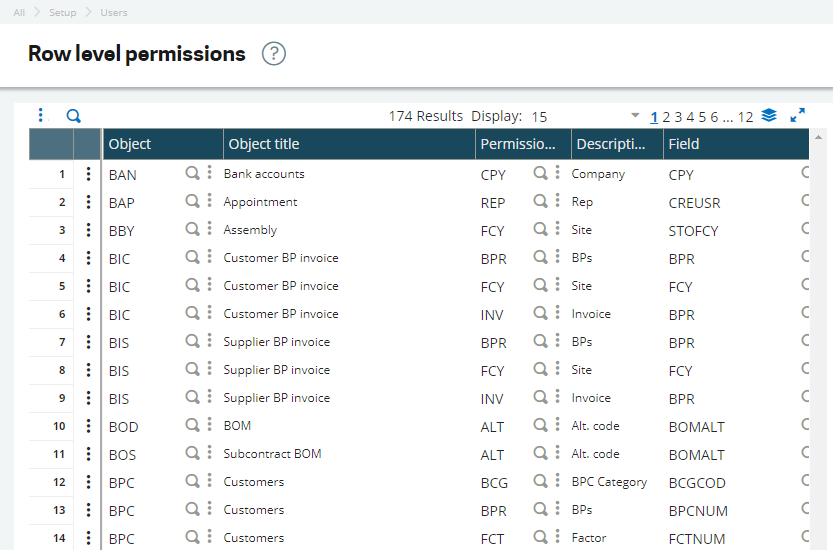 All Setup Users
Row level permissions ?
174 Results Display: 15 1 2 3 4 5 6 ... 12
Object Object title Permissio... Descripti... Field
1 BAN Bank accounts CPY Company CPY
2 BAP Appointment REP Rep CREUSR
3 BBY Assembly FCY Site STOFCY
4 BIC Customer BP invoice BPR BPs BPR
5 BIC Customer BP invoice FCY Site FCY
6 BIC Customer BP invoice INV Invoice BPR
7 BIS Supplier BP invoice BPR BPs BPR
8 BIS Supplier BP invoice FCY Site FCY
9 BIS Supplier BP invoice INV Invoice BPR
10 BOD BOM ALT Alt. code BOMALT
11 BOS Subcontract BOM ALT Alt. code BOMALT
12 BPC Customers BCG BPC Category BCGCOD
13 BPC Customers BPR BPs BPCNUM
14 BPC Customers FCT Factor FCTNUM